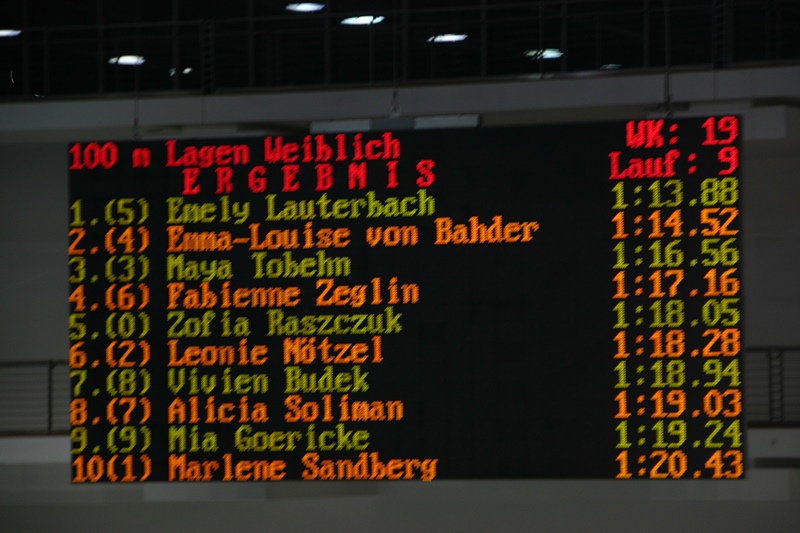 100 m Lagen Weiblich WK: 19
E R G E B N I S Lauf: 9
1.(5) Emely Lauterbach 1:13.88
2.(4) Emma-Louise von Bahder 1:14.52
3.(3) Maya Tobehn 1:16.56
4.(6) Fabienne Zeglin 1:17.16
5.(0) Zofia Raszczuk 1:18.05
6.(2) Leonie Mötzel 1:18.28
7.(8) Vivien Budek 1:18.94
8.(7) Alicia Soliman 1:19.03
9.(9) Mia Goericke 1:19.24
10(1) Marlene Sandberg 1:20.43